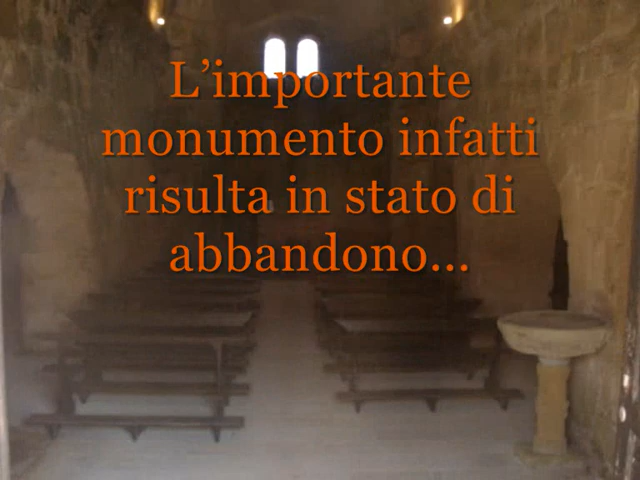 L’importante
monumento infatti
risulta in stato di
abbandono...